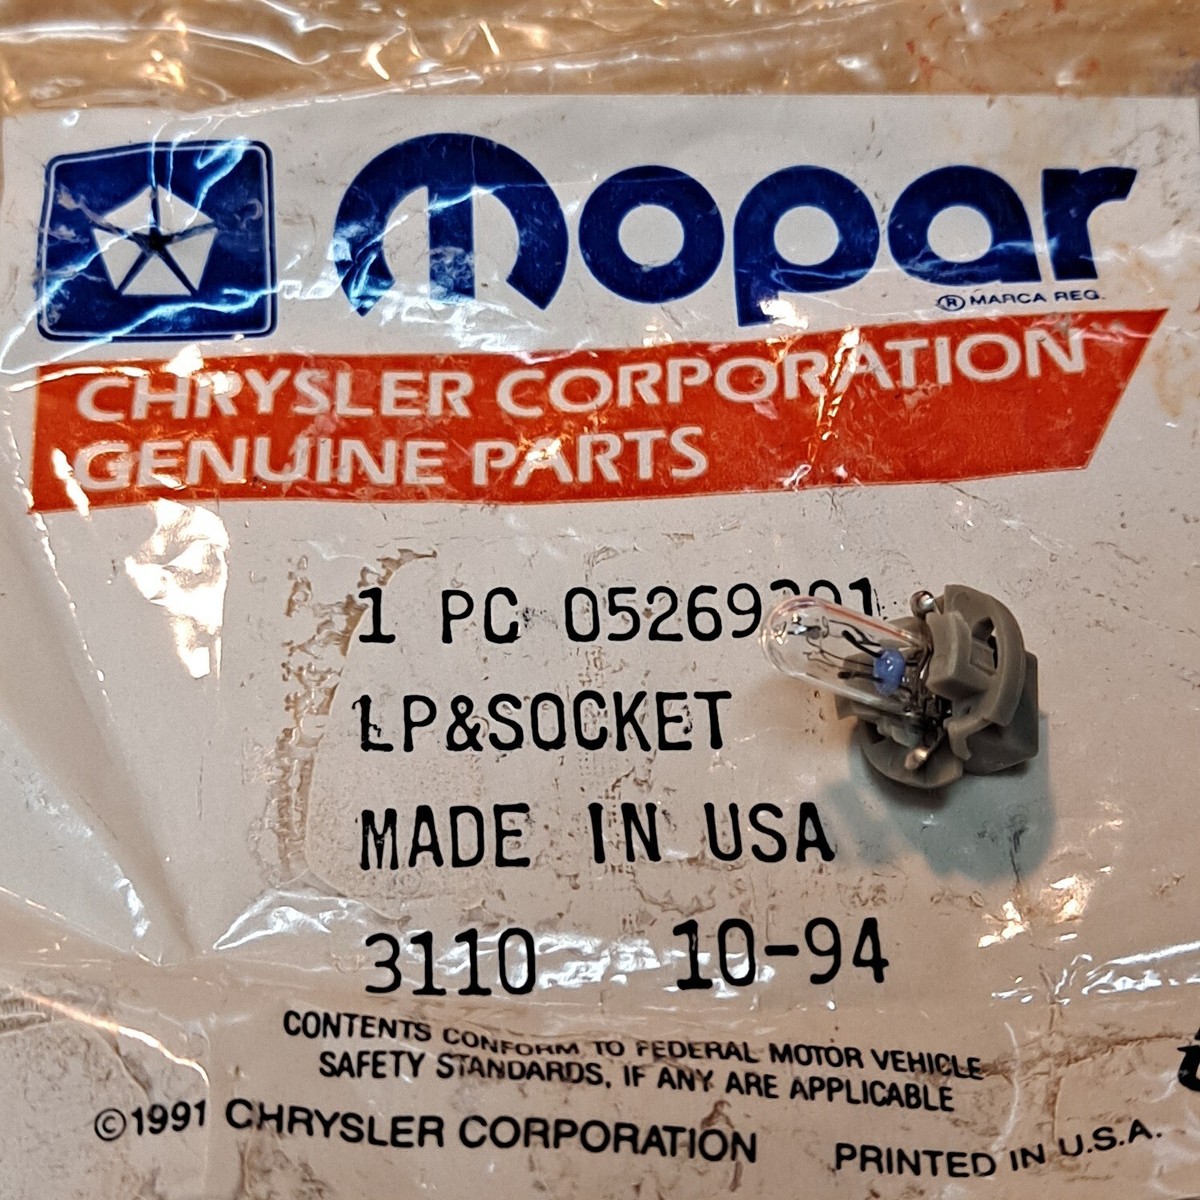 Mopar
® MARCA REG.
CHRYSLER CORPORATION
GENUINE PARTS
1 PC
LP&SOCKET
MADE IN USA
3110 10-94
CONTENTS CONFORM TO FEDERAL MOTOR VEHICLE
SAFETY STANDARDS, IF ANY ARE APPLICABLE
©1991 CHRYSLER CORPORATION
PRINTED IN U.S.A.